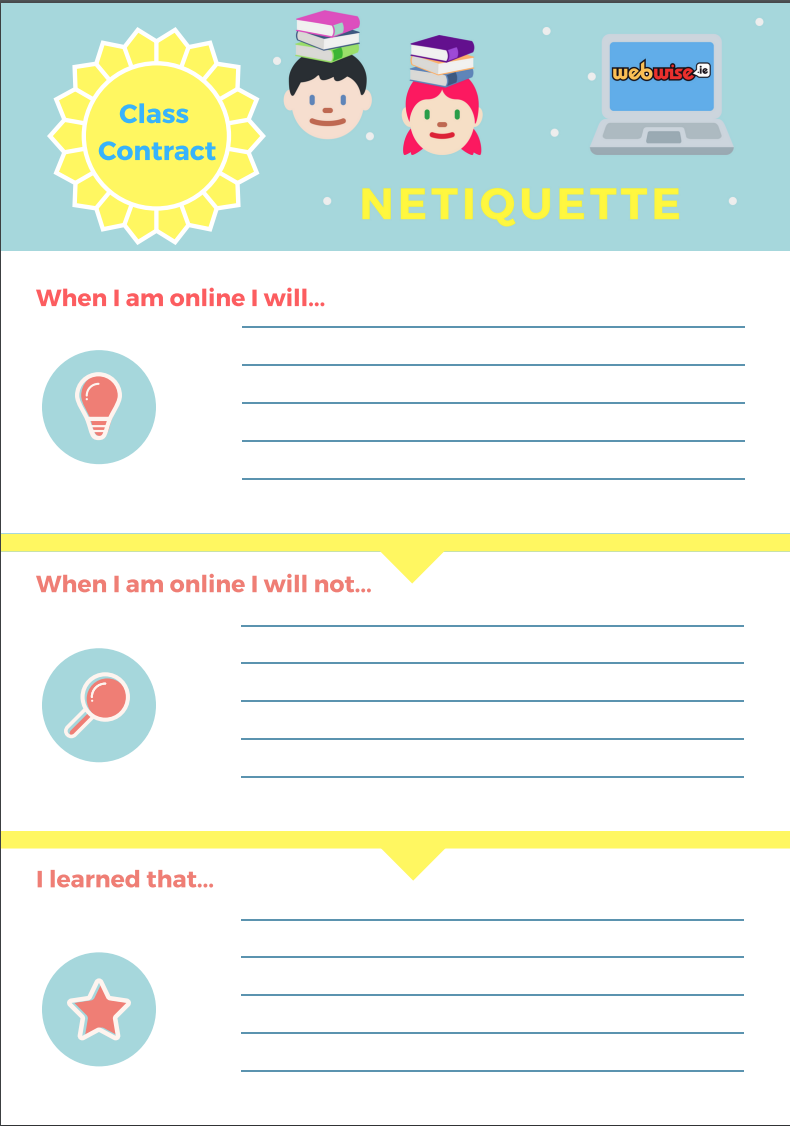 Class
Contract
webwise.ie
NETIQUETTE
When I am online I will...
When I am online I will not...
I learned that...